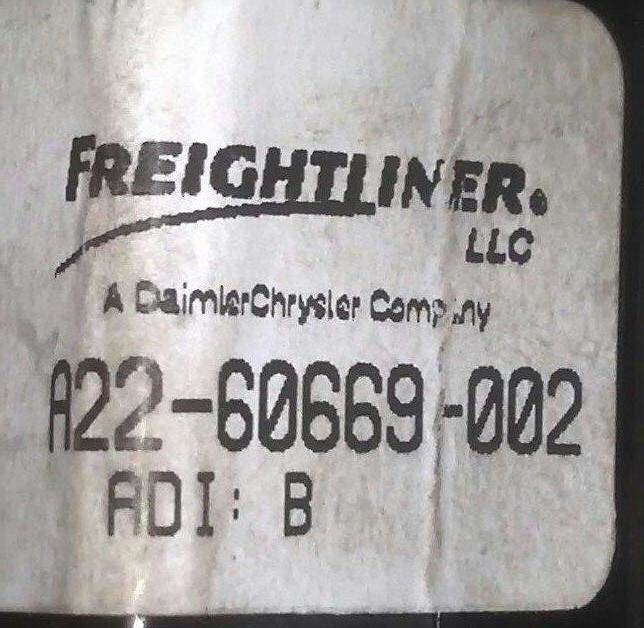 FREIGHTLINER®
LLC
A DaimlerChrysler Company
A22-60669-002
ADI: B